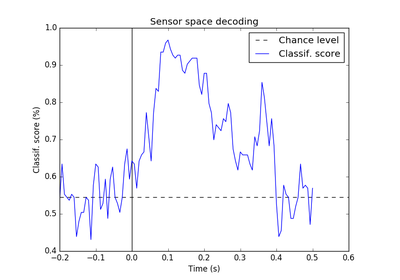 Sensor space decoding
Chance level
Classif. score
Classif. score (%)
1.0
0.9
0.8
0.7
0.6
0.5
0.4
−0.2 −0.1 0.0 0.1 0.2 0.3 0.4 0.5 0.6
Time (s)